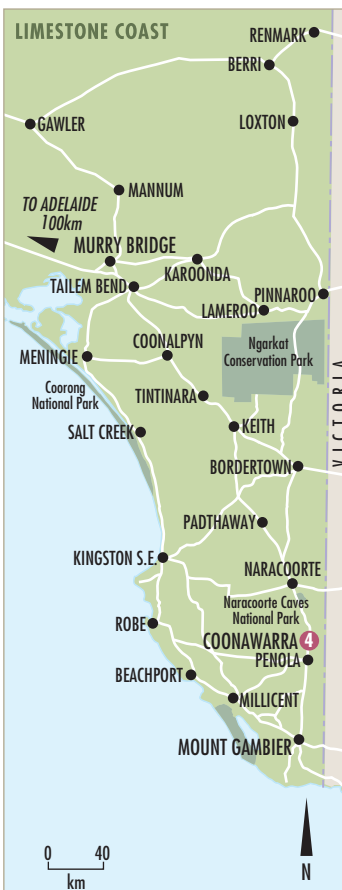 LIMESTONE COAST
RENMARK
BERRI
GAWLER
LOXTON
MANNUM
TO ADELAIDE
100km
MURRY BRIDGE
KAROONDA
TAILEM BEND
PINNAROO
LAMEROO
Ngarkat
Conservation Park
COONALPYN
MENINGIE
Coorong
National Park
TINTINARA
VICTORIA
SALT CREEK
KEITH
BORDERTOWN
PADTHAWAY
KINGSTON S.E.
NARACOORTE
Naracoorte Caves
National Park
ROBE
COONAWARRA 4
PENOLA
BEACHPORT
MILLICENT
MOUNT GAMBIER
0 40
km
N